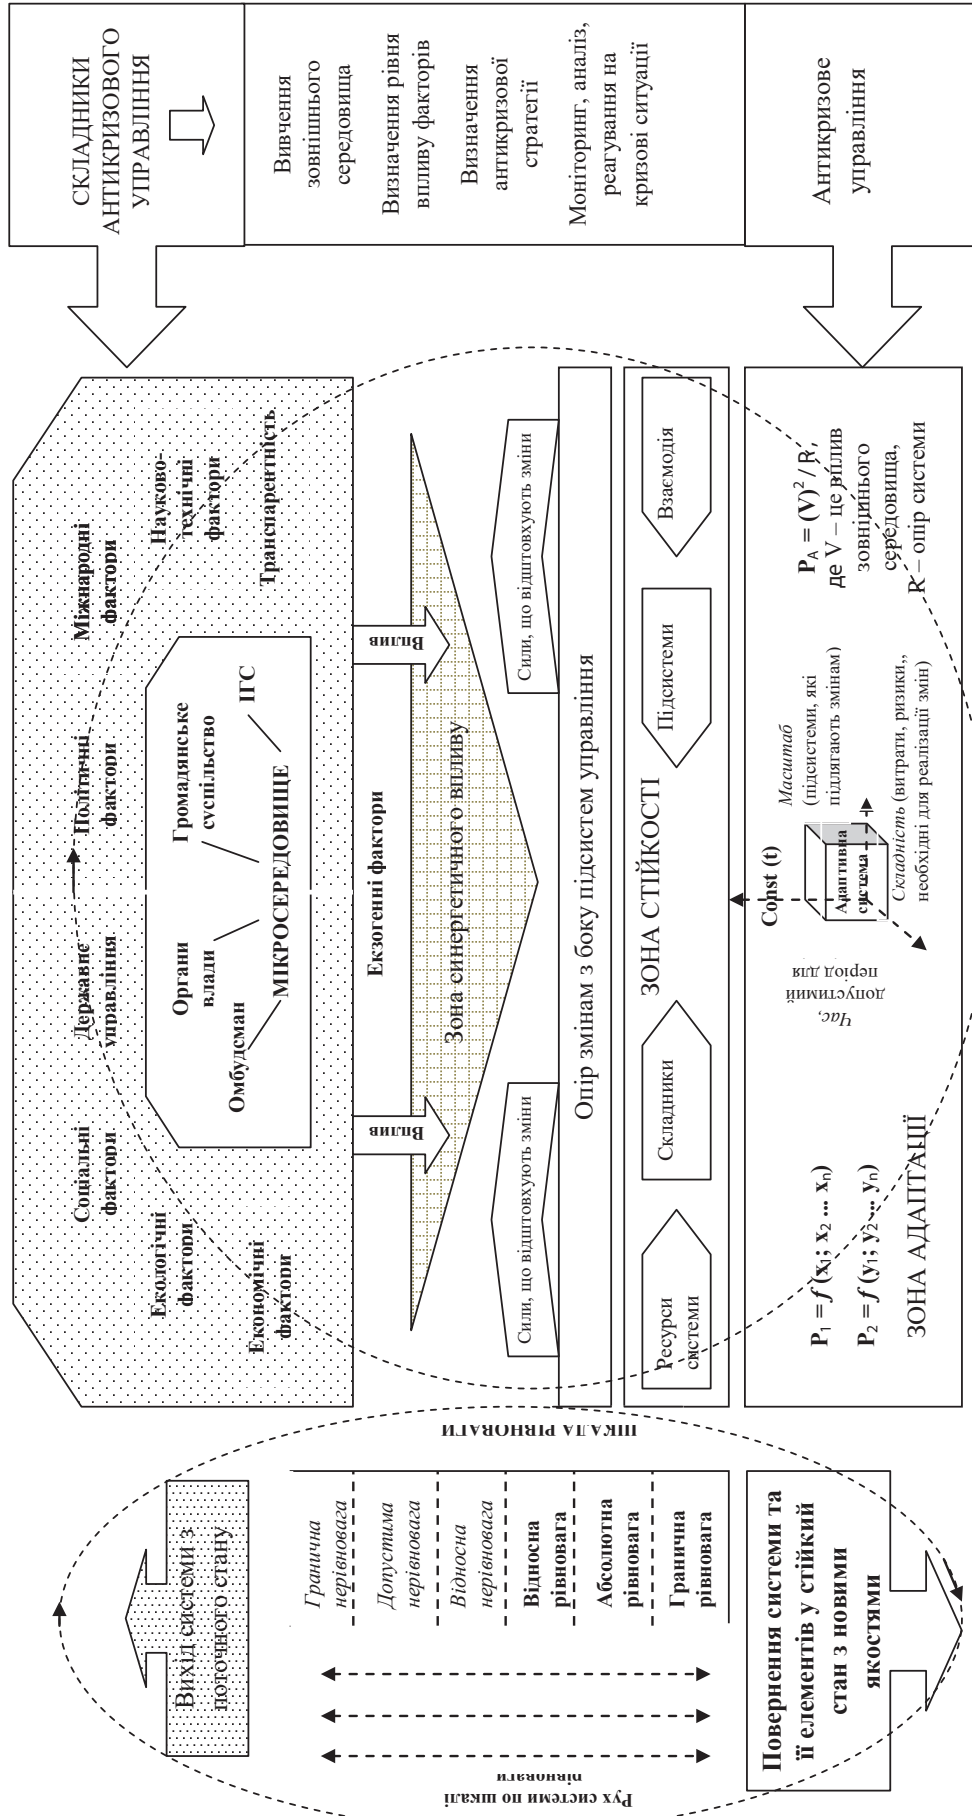 СКЛАДНИКИ
АНТИКРИЗОВОГО
УПРАВЛІННЯ
Вивчення
зовнішнього
середовища
Визначення рівня
впливу факторів
Визначення
антикризової
стратегії
Моніторинг, аналіз,
реагування на
кризові ситуації
Антикризове
управління
Соціальні
фактори
Державне
управління
Політичні
фактори
Міжнародні
фактори
Екологічні
фактори
Економічні
фактори
Науково-
технічні
фактори
Транспарентність
Омбудсман
Органи
влади
Громадянське
суспільство
ІГС
МІКРОСЕРЕДОВИЩЕ
Екзогенні фактори
Вплив
Вплив
Зона синергетичного впливу
Сили, що відштовхують зміни
Сили, що відштовхують зміни
Опір змінам з боку підсистем управління
ЗОНА СТІЙКОСТІ
Ресурси
системи
Складники
Підсистеми
Взаємодія
P₁ = f (x₁; x₂ ... x_n)
P₂ = f (y₁; y₂ ... y_n)
ЗОНА АДАПТАЦІЇ
Const (t)
Час,
допустимий
період для
Адаптивна
система
Масштаб
(підсистеми, які
підлягають змінам)
Складність (витрати, ризики,,
необхідні для реалізації змін)
P_A = (V)² / R,
де V – це вплив
зовнішнього
середовища,
R – опір системи
ШКАЛА РІВНОВАГИ
Вихід системи з
поточного стану
Гранична
нерівновага
Допустима
нерівновага
Відносна
нерівновага
Відносна
рівновага
Абсолютна
рівновага
Гранична
рівновага
Рух системи по шкалі
рівноваги
Повернення системи та
її елементів у стійкий
стан з новими
якостями